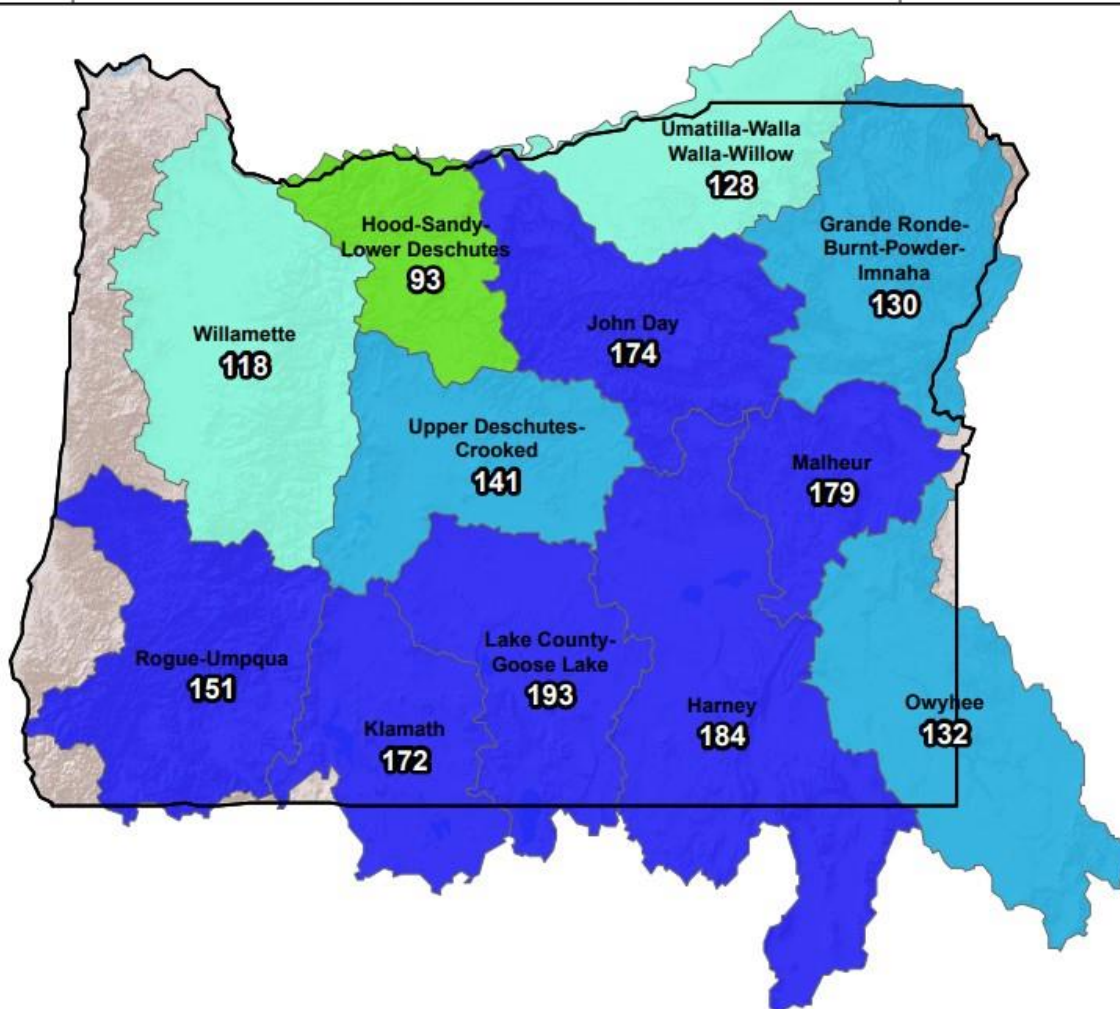 Umatilla-Walla
Walla-Willow
128
Hood-Sandy-
Lower Deschutes
93
Grande Ronde-
Burnt-Powder-
Imnaha
130
Willamette
118
John Day
174
Upper Deschutes-
Crooked
141
Malheur
179
Rogue-Umpqua
151
Lake County-
Goose Lake
193
Klamath
172
Harney
184
Owyhee
132